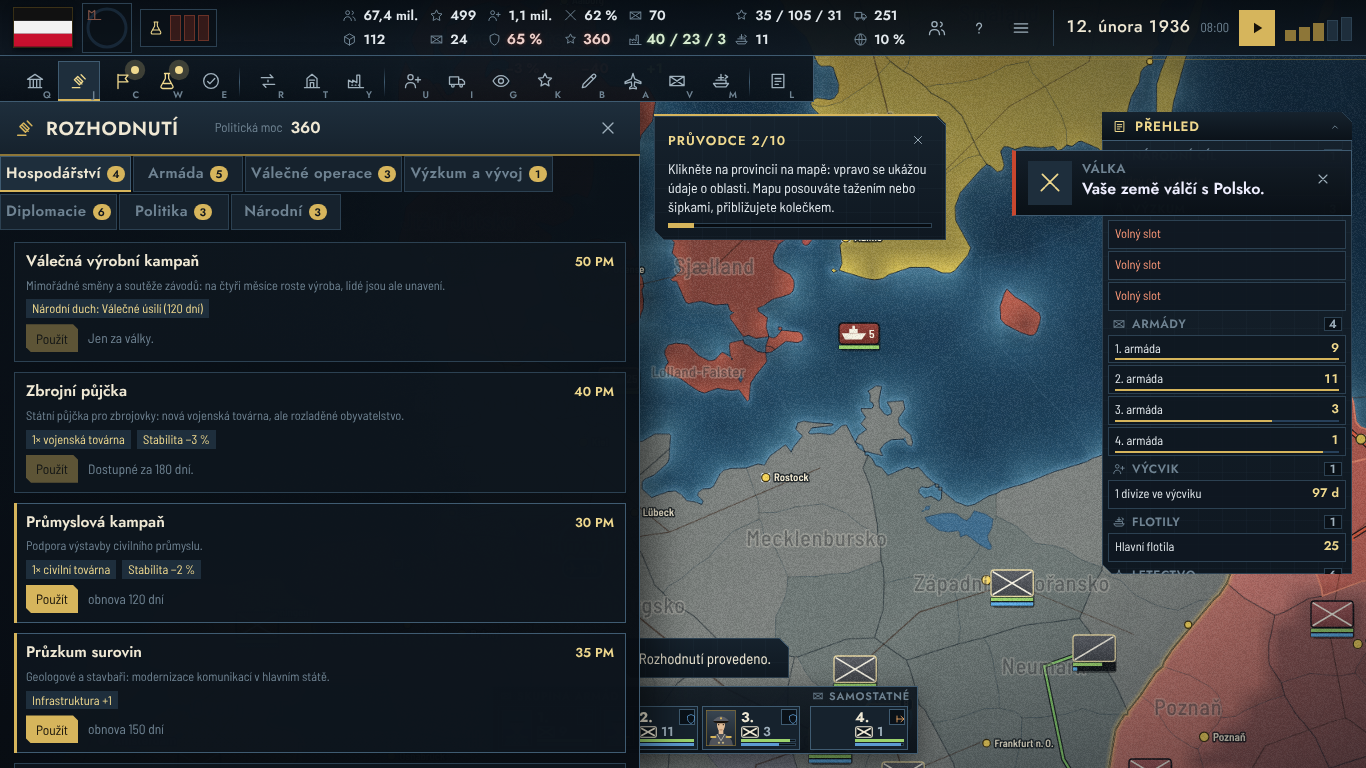 67,4 mil. 499 1,1 mil. 62 % 70 35 / 105 / 31 251
112 24 65 % 360 40 / 23 / 3 11 10 %
?
12. února 1936 08:00
Q I C W E R T Y U I G K B A V M L
ROZHODNUTÍ Politická moc 360
Hospodářství 4 Armáda 5 Válečné operace 3 Výzkum a vývoj 1
Diplomacie 6 Politika 3 Národní 3
Válečná výrobní kampaň 50 PM
Mimořádné směny a soutěže závodů: na čtyři měsíce roste výroba, lidé jsou ale unavení.
Národní duch: Válečné úsilí (120 dní)
Použít Jen za války.
Zbrojní půjčka 40 PM
Státní půjčka pro zbrojovky: nová vojenská továrna, ale rozladěné obyvatelstvo.
1× vojenská továrna Stabilita −3 %
Použít Dostupné za 180 dní.
Průmyslová kampaň 30 PM
Podpora výstavby civilního průmyslu.
1× civilní továrna Stabilita −2 %
Použít obnova 120 dní
Průzkum surovin 35 PM
Geologové a stavbaři: modernizace komunikací v hlavním státě.
Infrastruktura +1
Použít obnova 150 dní
PRŮVODCE 2/10
Klikněte na provincii na mapě: vpravo se ukážou
údaje o oblasti. Mapu posouváte tažením nebo
šipkami, přibližujete kolečkem.
Sjælland
5
Lolland-Falster
Rostock
Lübeck
Mecklenbursko
Poznaň
Poznaň
Frankfurt n. O.
Rozhodnutí provedeno.
SAMOSTATNÉ
2. 11
3. 3
4. 1
PŘEHLED
VÁLKA
Vaše země válčí s Polsko.
Volný slot
Volný slot
Volný slot
ARMÁDY 4
1. armáda 9
2. armáda 11
3. armáda 3
4. armáda 1
VÝCVIK 1
1 divize ve výcviku 97 d
FLOTILY 1
Hlavní flotila 25